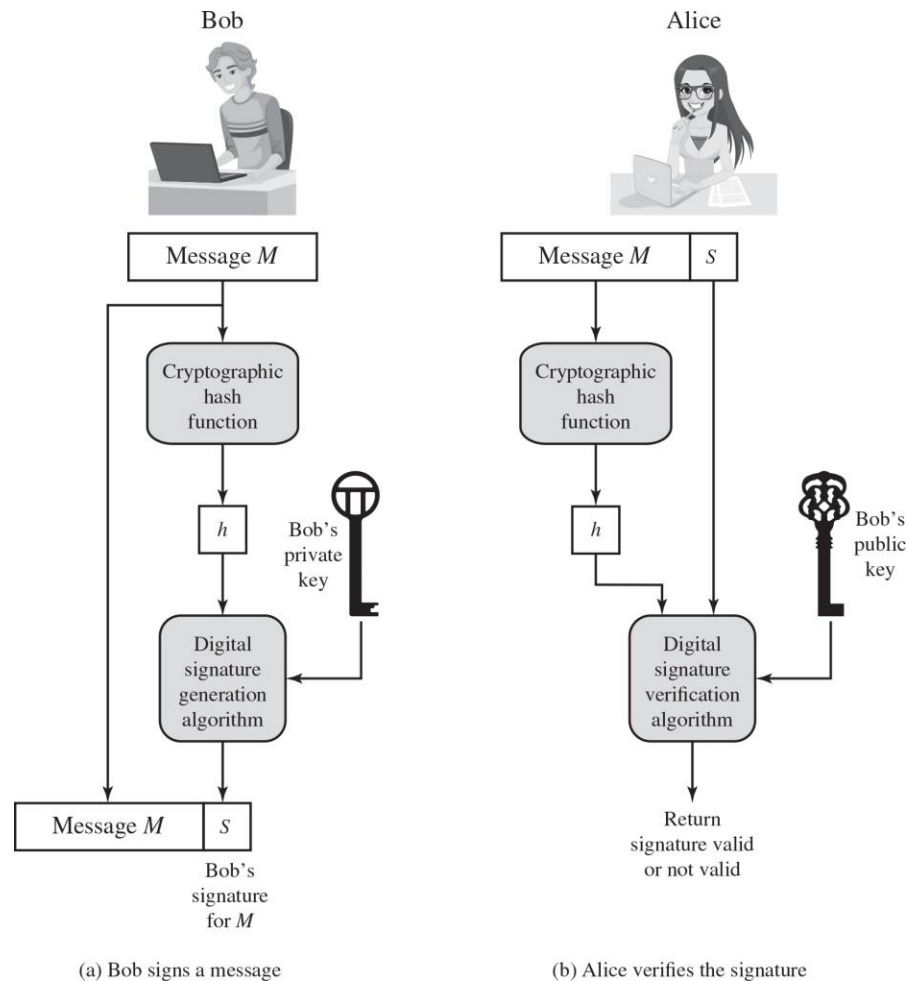 Bob
Message M
Cryptographic
hash
function
h
Bob's
private
key
Digital
signature
generation
algorithm
Message M
S
Bob's
signature
for M
(a) Bob signs a message
Alice
Message M
S
Cryptographic
hash
function
h
Bob's
public
key
Digital
signature
verification
algorithm
Return
signature valid
or not valid
(b) Alice verifies the signature